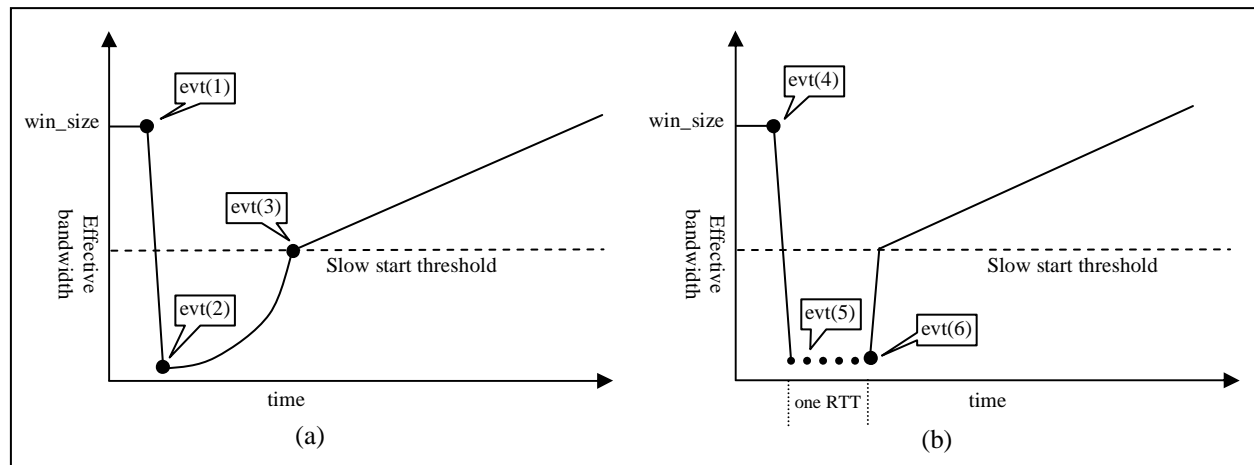 evt(1)
win_size
evt(3)
Effective
bandwidth
Slow start threshold
evt(2)
time
(a)
evt(4)
win_size
Effective
bandwidth
Slow start threshold
evt(5)
evt(6)
one RTT
time
(b)